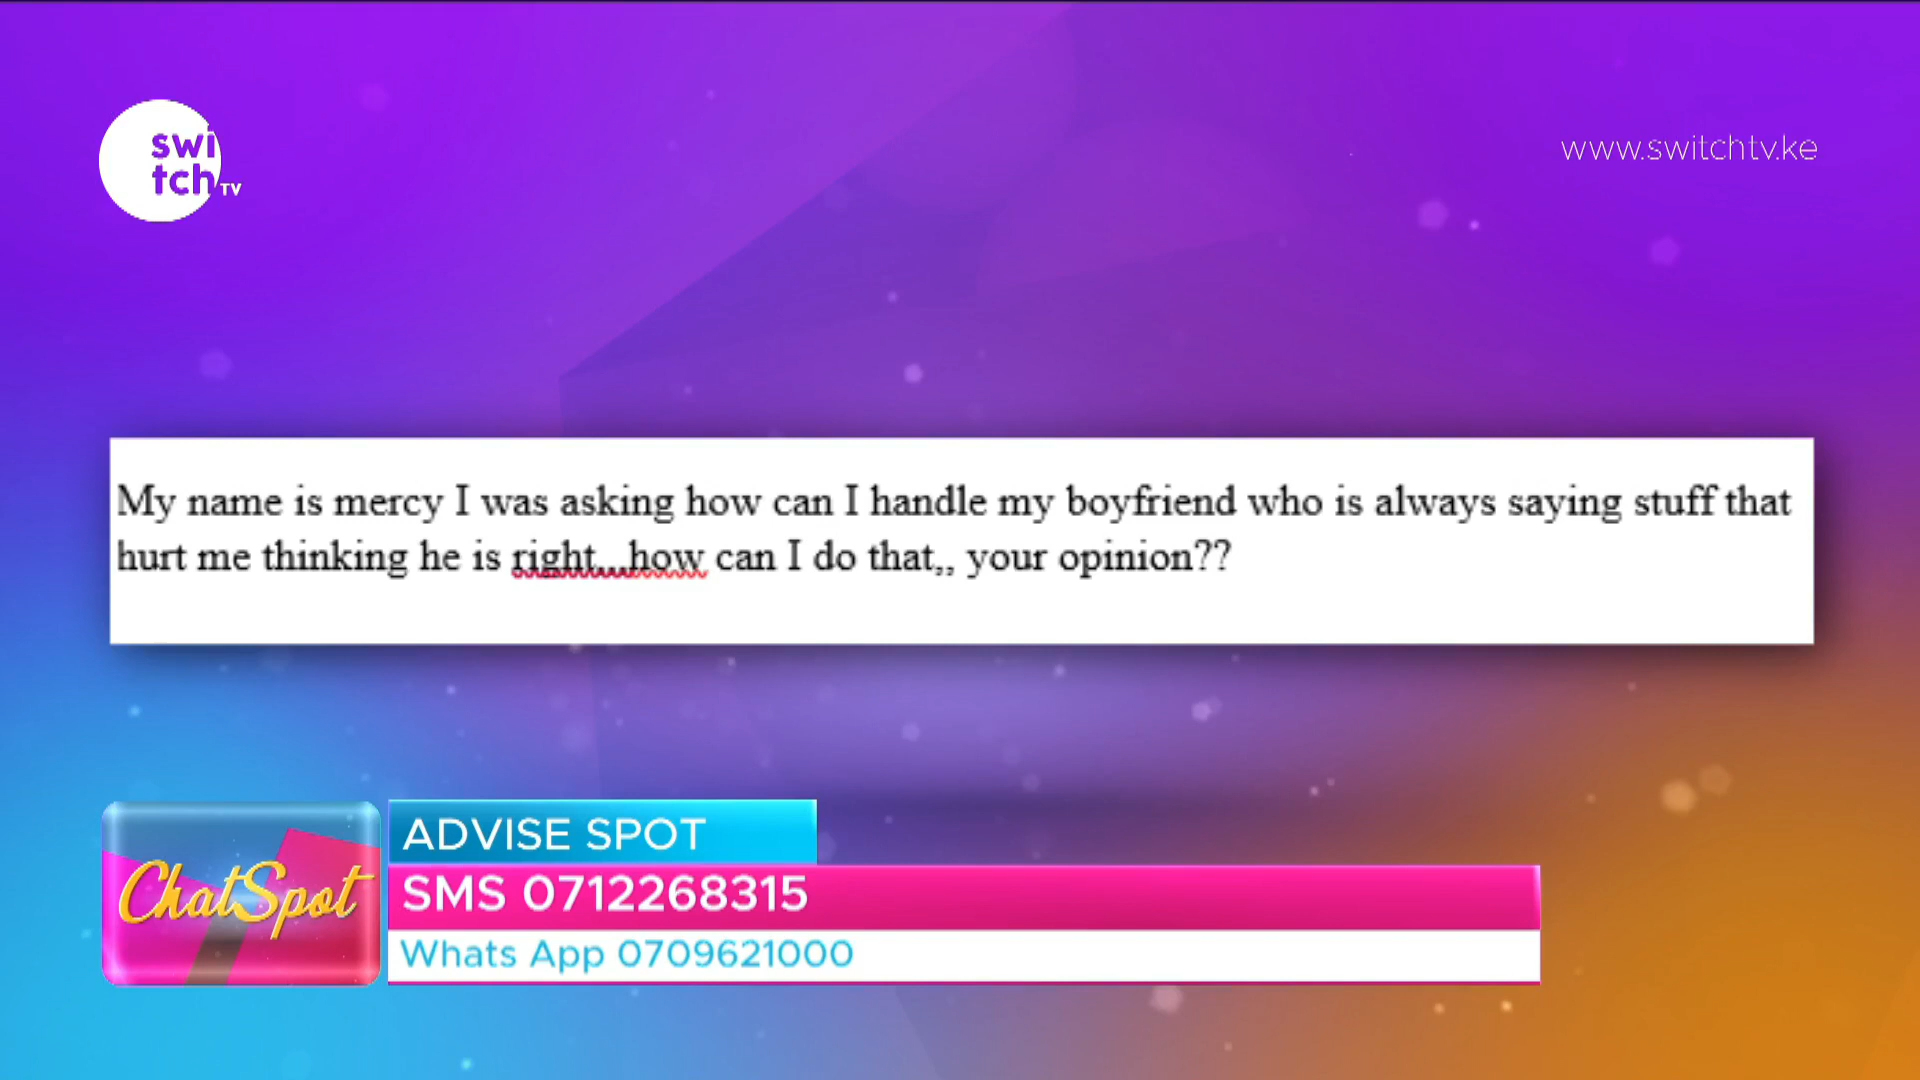 swi
tch TV
www.switchtv.ke
My name is mercy I was asking how can I handle my boyfriend who is always saying stuff that
hurt me thinking he is right,,,how can I do that,, your opinion??
ChatSpot
ADVISE SPOT
SMS 0712268315
Whats App 0709621000